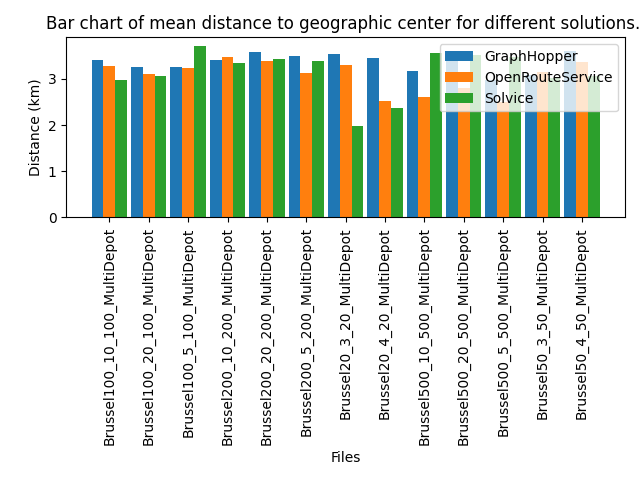 Bar chart of mean distance to geographic center for different solutions.
GraphHopper
OpenRouteService
Solvice
Distance (km)
3
2
1
0
Brussel100_10_100_MultiDepot
Brussel100_20_100_MultiDepot
Brussel100_5_100_MultiDepot
Brussel200_10_200_MultiDepot
Brussel200_20_200_MultiDepot
Brussel200_5_200_MultiDepot
Brussel20_3_20_MultiDepot
Brussel20_4_20_MultiDepot
Brussel500_10_500_MultiDepot
Brussel500_20_500_MultiDepot
Brussel500_5_500_MultiDepot
Brussel50_3_50_MultiDepot
Brussel50_4_50_MultiDepot
Files